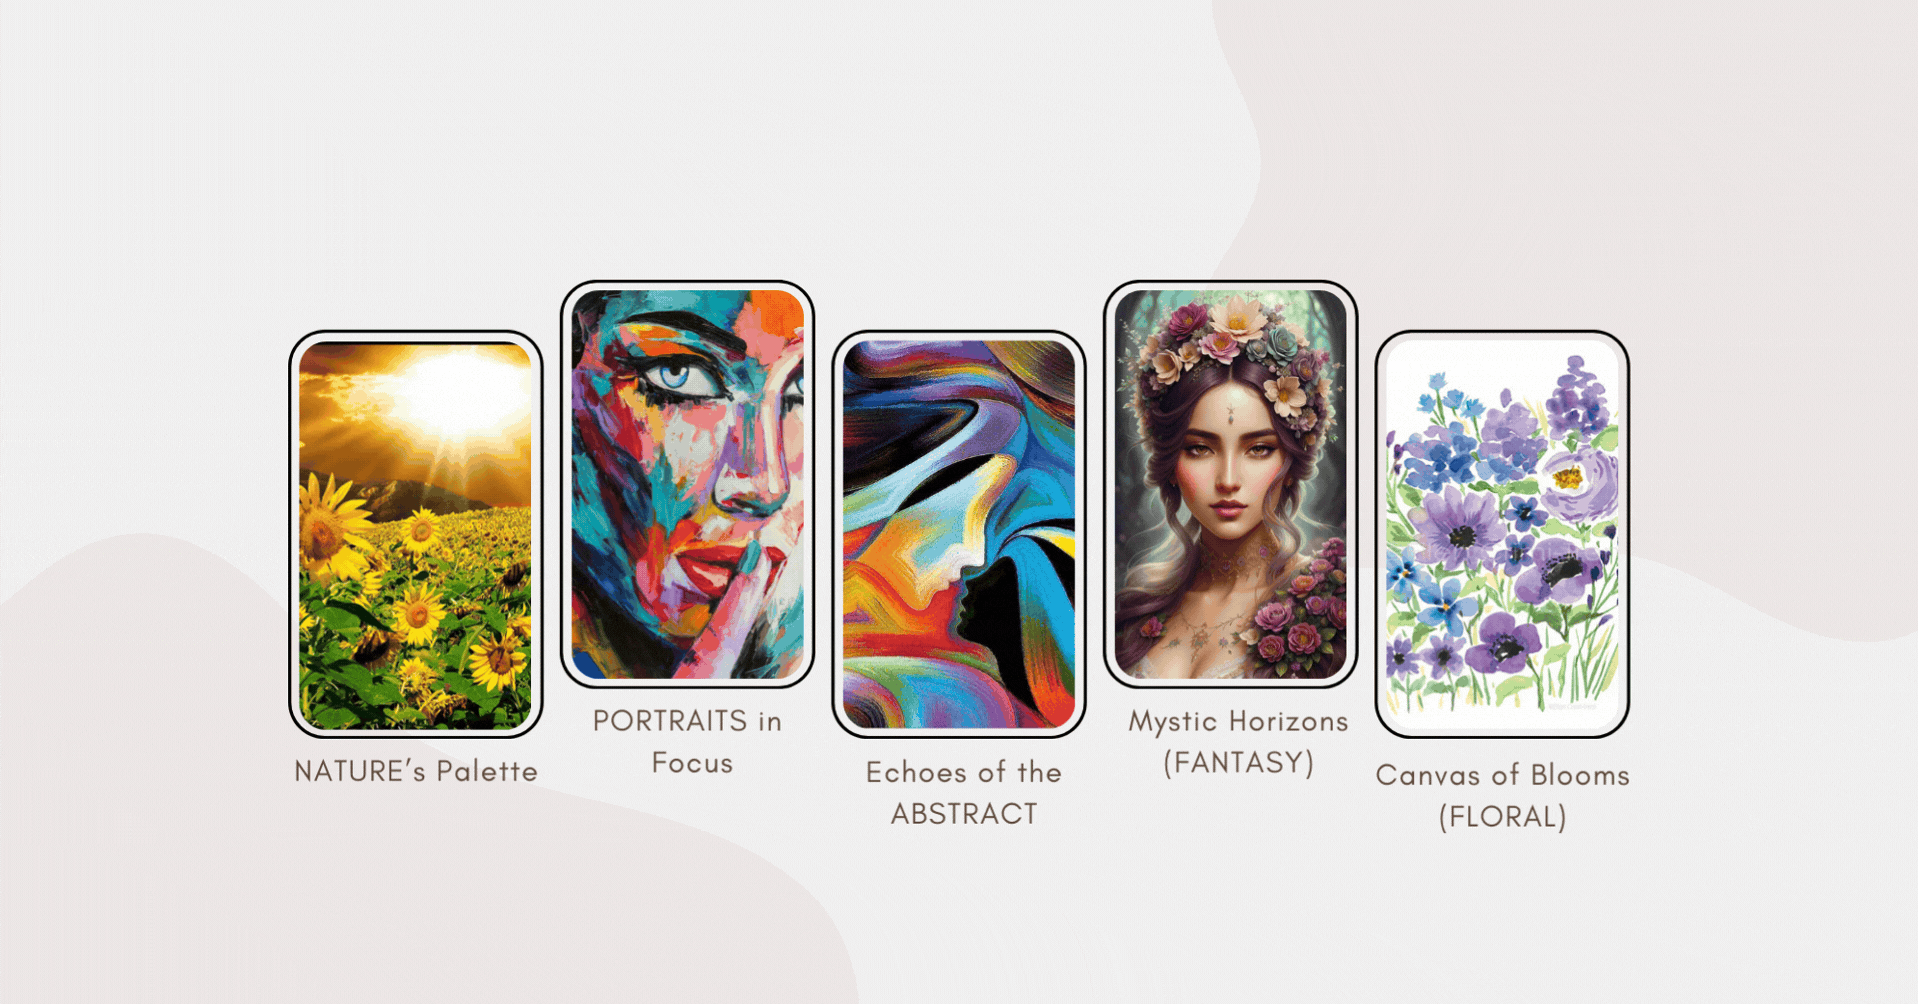 NATURE's Palette
PORTRAITS in
Focus
Echoes of the
ABSTRACT
Mystic Horizons
(FANTASY)
Canvas of Blooms
(FLORAL)